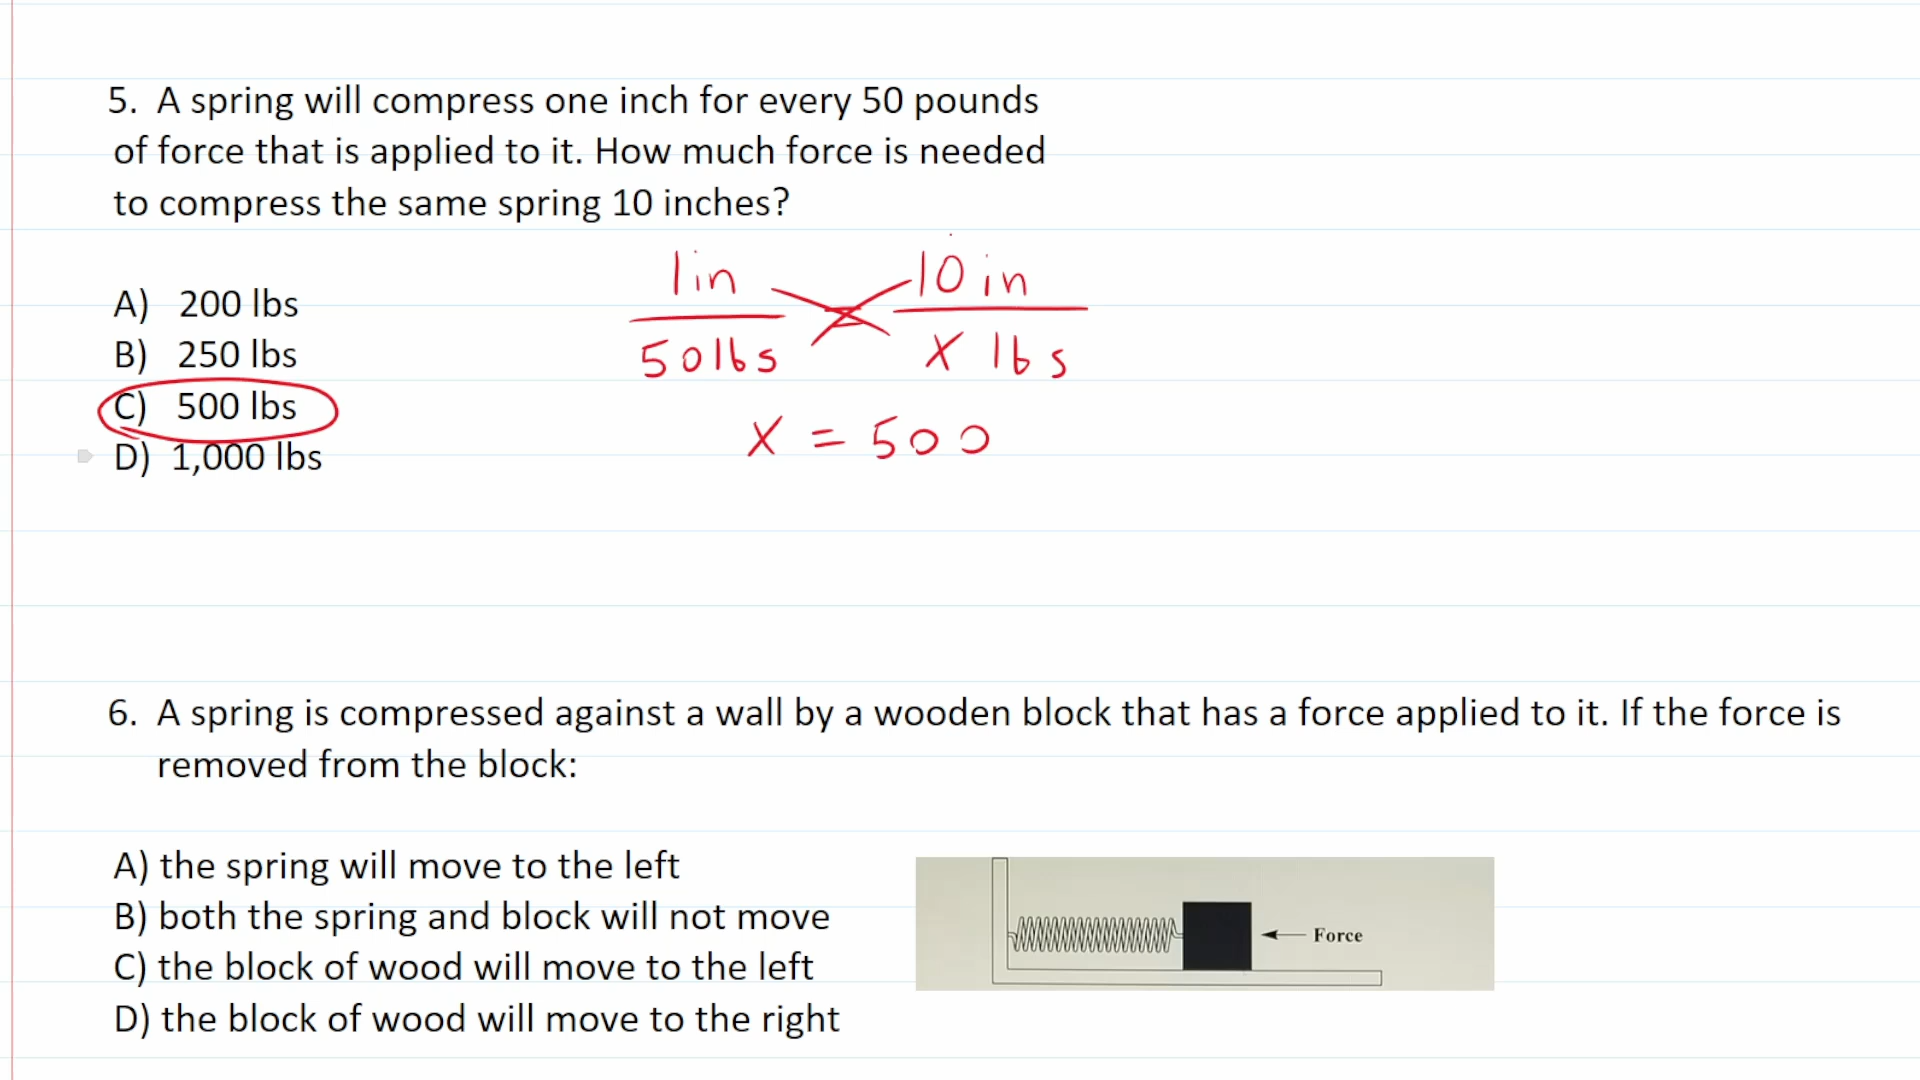 5. A spring will compress one inch for every 50 pounds
of force that is applied to it. How much force is needed
to compress the same spring 10 inches?
1in 10 in
A) 200 lbs
50lbs = x lbs
B) 250 lbs
C) 500 lbs
x = 500
D) 1,000 lbs
6. A spring is compressed against a wall by a wooden block that has a force applied to it. If the force is
removed from the block:
A) the spring will move to the left
B) both the spring and block will not move
Force
C) the block of wood will move to the left
D) the block of wood will move to the right